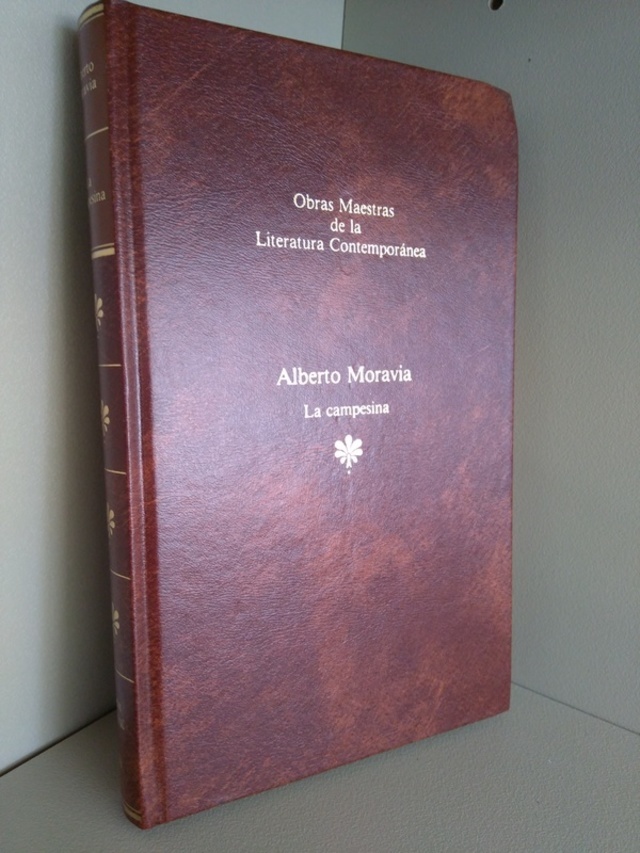 Obras Maestras
de la
Literatura Contemporánea
Alberto Moravia
La campesina